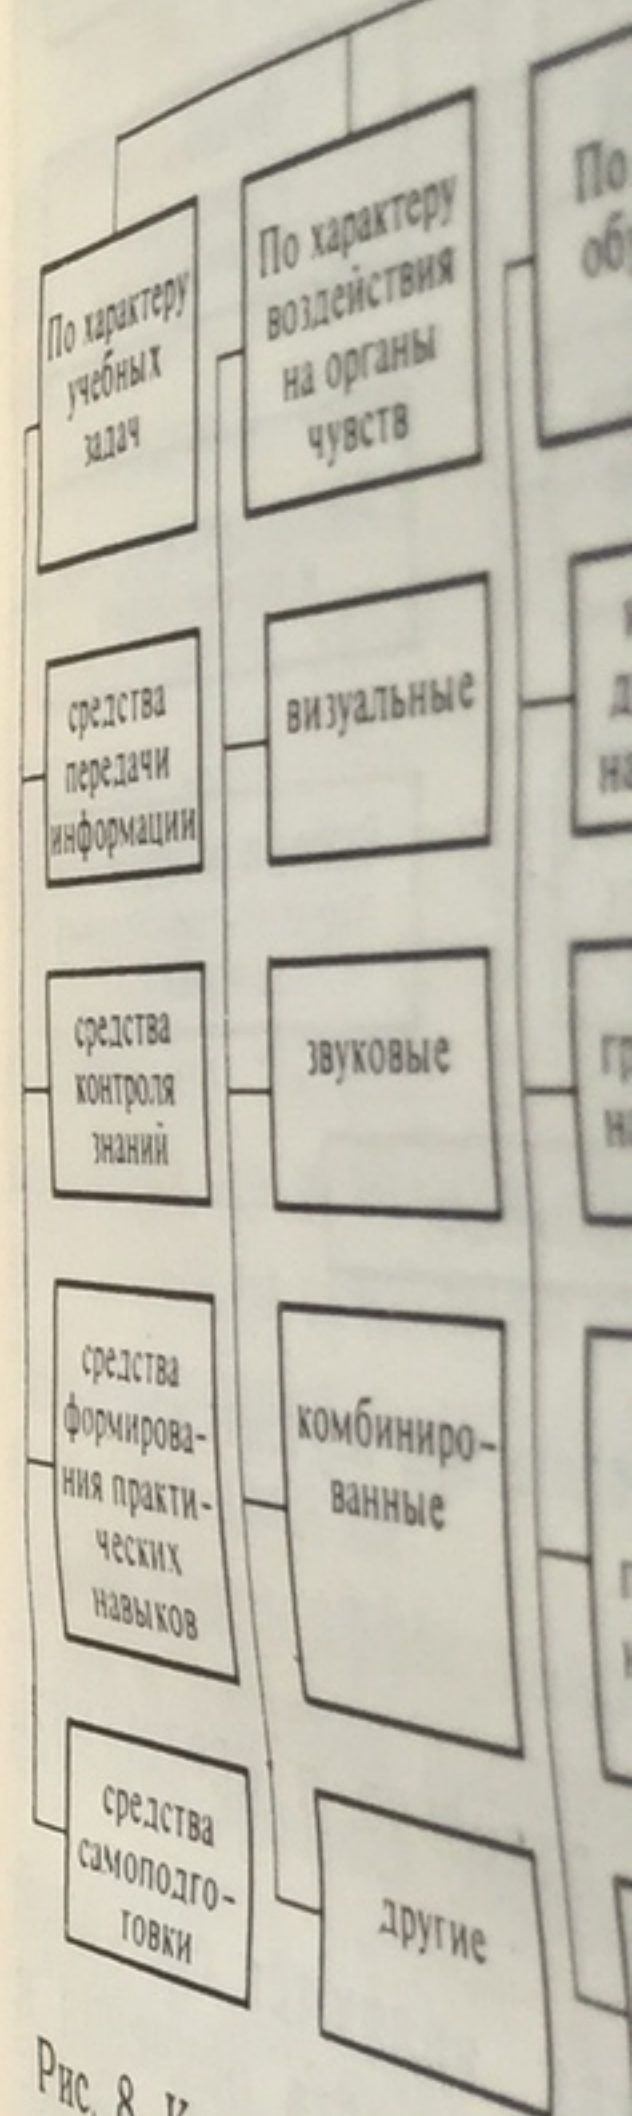 По характеру
учебных
задач
средства
передачи
информации
средства
контроля
знаний
средства
формирова-
ния практи-
ческих
навыков
средства
самоподго-
товки
По характеру
воздействия
на органы
чувств
визуальные
звуковые
комбиниро-
ванные
другие
По
Рис. 8.